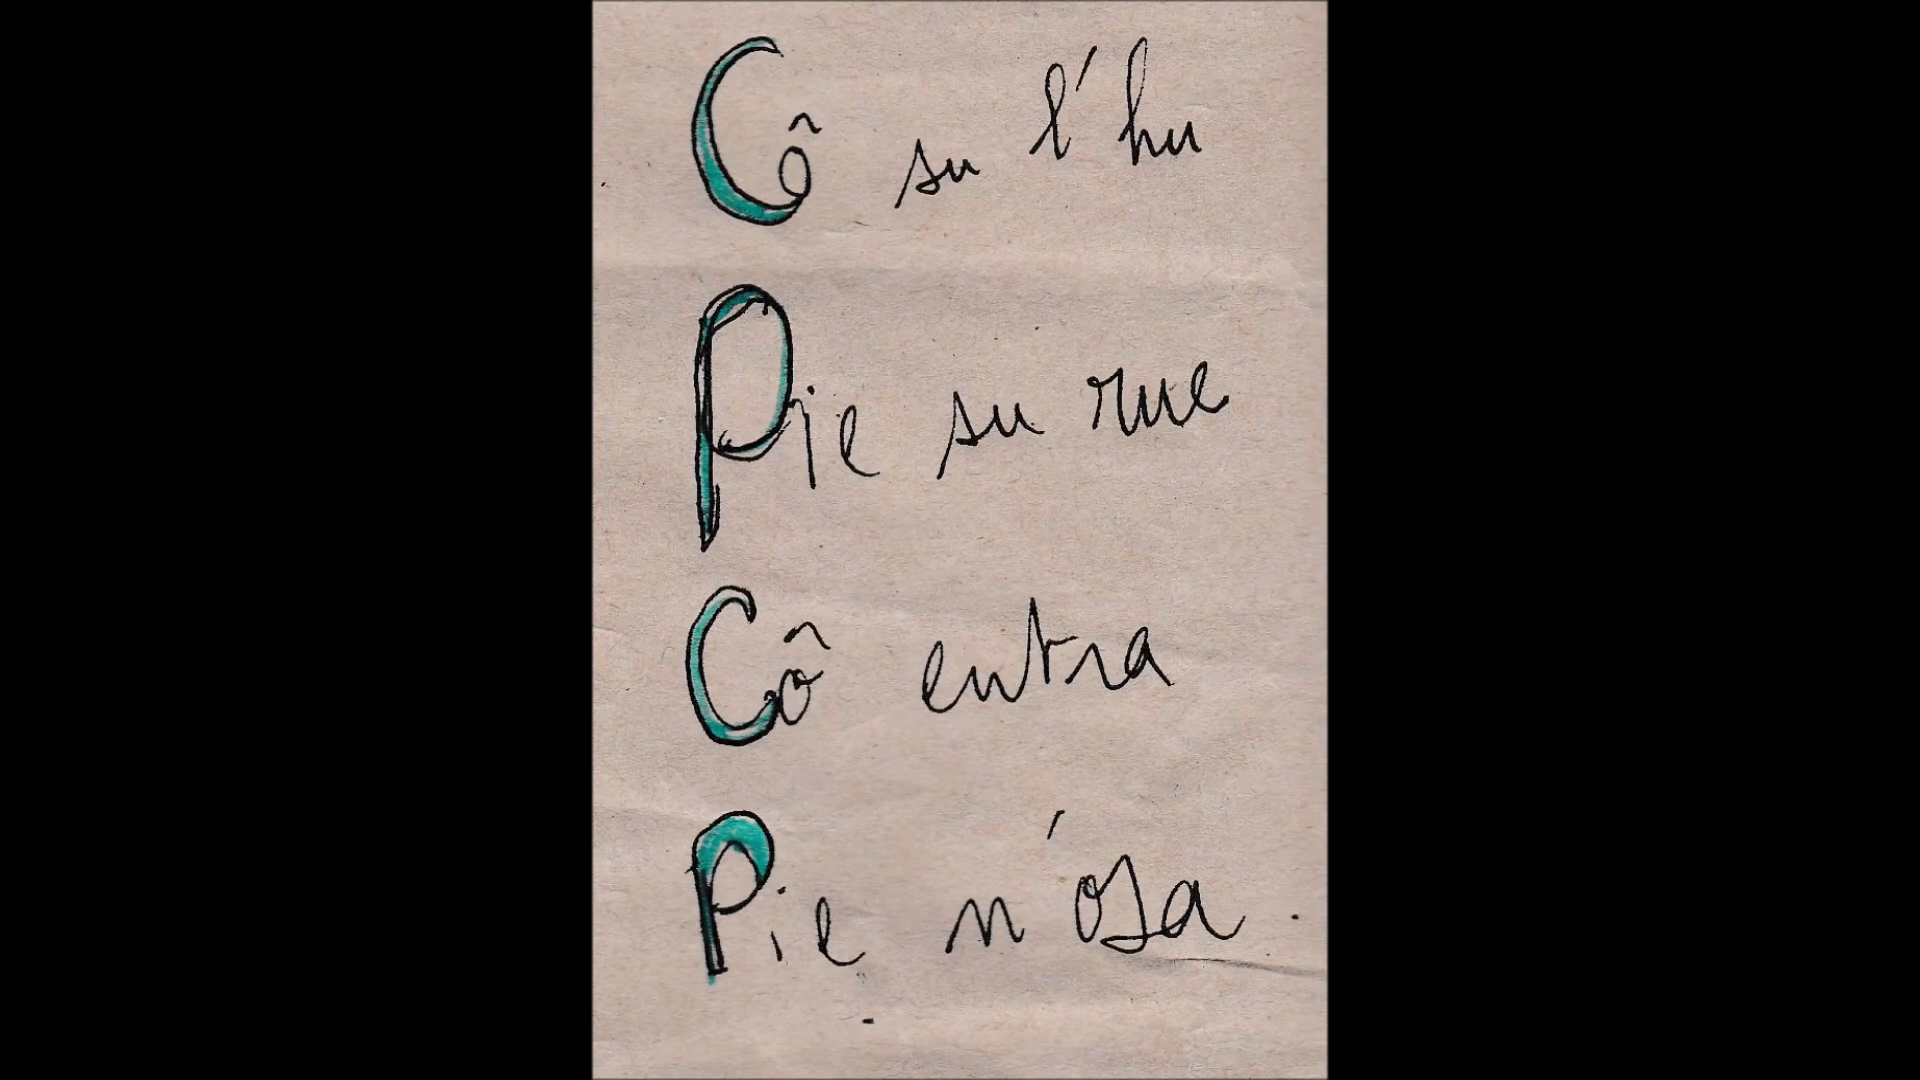 Cô su l'hu
Pie su rue
Cô entra
Pie n'osa.